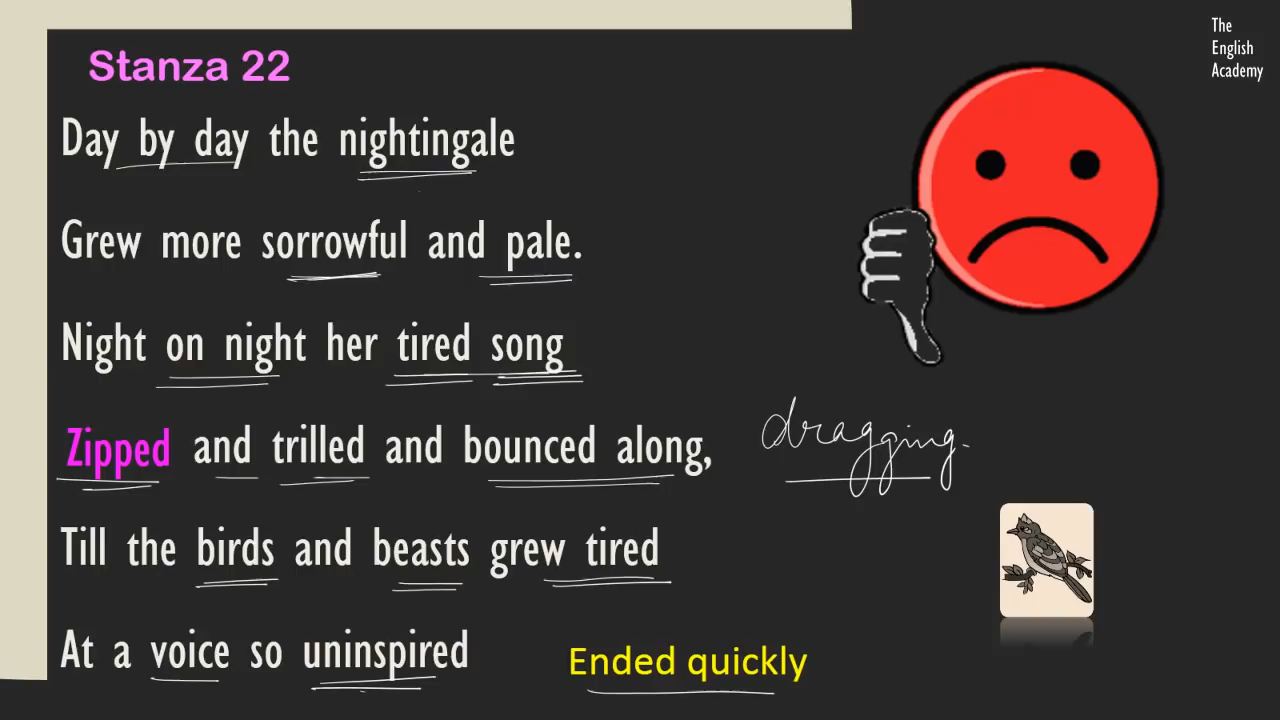 The
English
Academy
Stanza 22
Day by day the nightingale
Grew more sorrowful and pale.
Night on night her tired song
Zipped and trilled and bounced along,
dragging.
Till the birds and beasts grew tired
At a voice so uninspired
Ended quickly